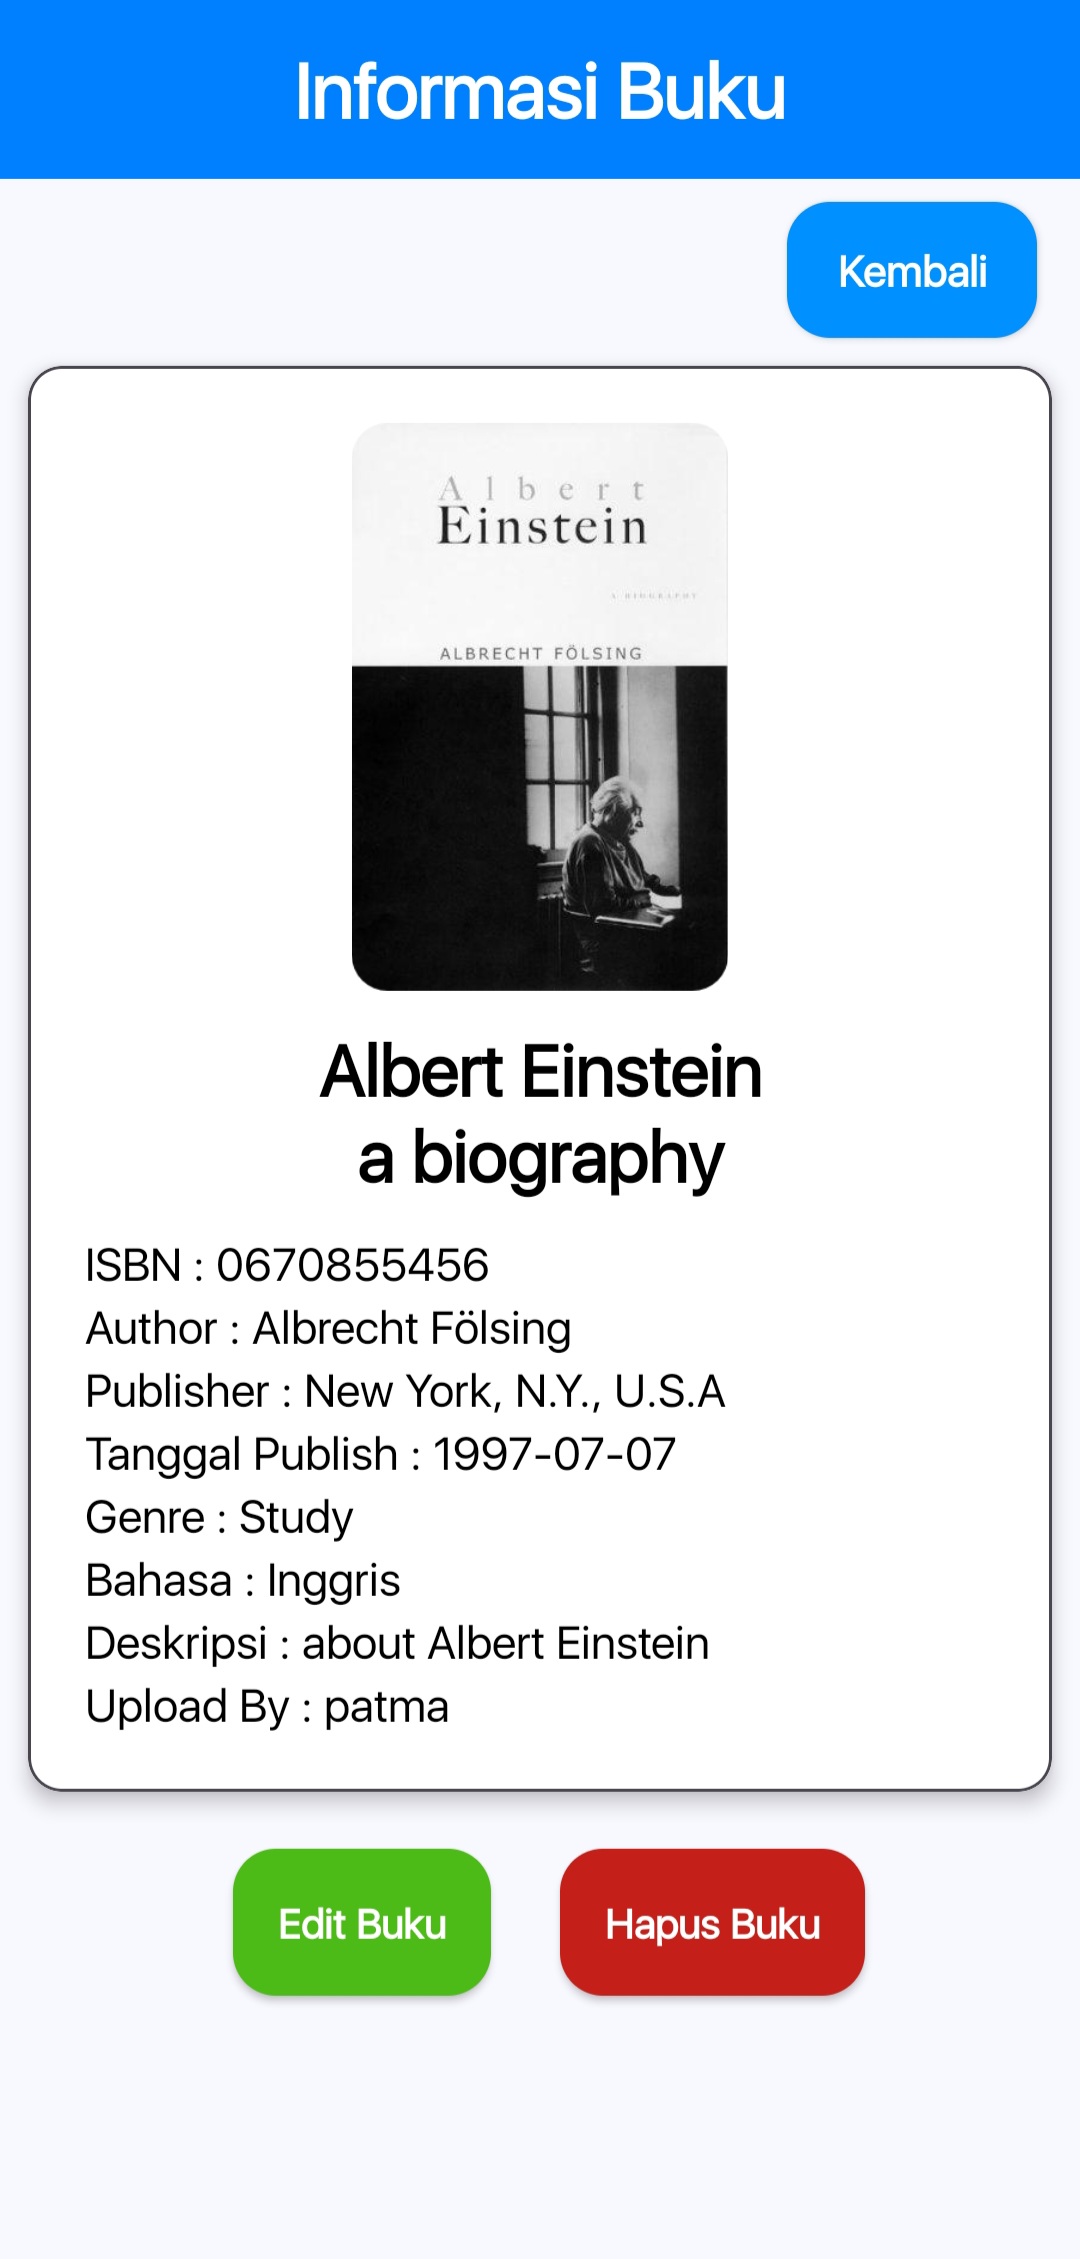 Informasi Buku
Kembali
Albert
Einstein
A BIOGRAPHY
ALBRECHT FÖLSING
Albert Einstein
a biography
ISBN : 0670855456
Author : Albrecht Fölsing
Publisher : New York, N.Y., U.S.A
Tanggal Publish : 1997-07-07
Genre : Study
Bahasa : Inggris
Deskripsi : about Albert Einstein
Upload By : patma
Edit Buku
Hapus Buku